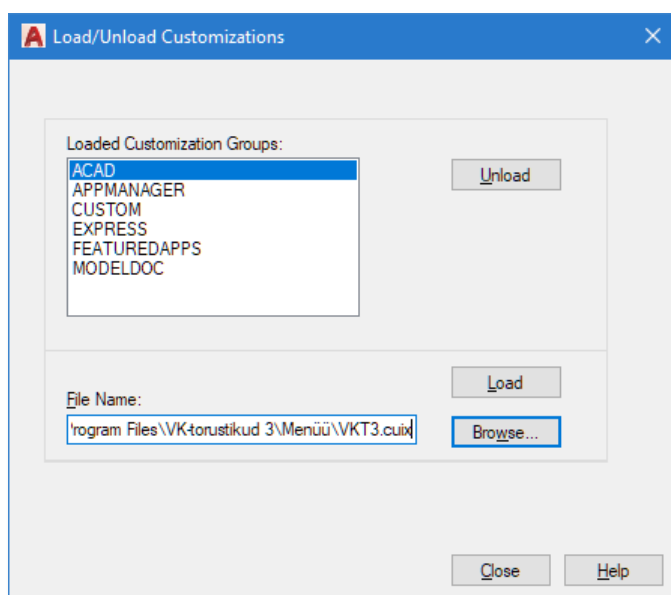 A Load/Unload Customizations
Loaded Customization Groups:
ACAD
APPMANAGER
CUSTOM
EXPRESS
FEATUREDAPPS
MODELDOC
Unload
Load
File Name:
rogram Files\VK-torustikud 3\Menüü\VKT3.cuix
Browse...
Close
Help